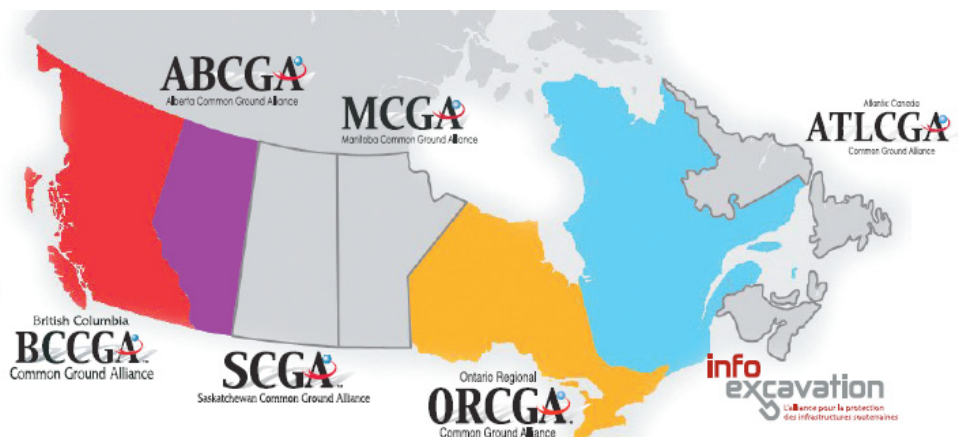 ABCGA
Alberta Common Ground Alliance
MCGA
Manitoba Common Ground Alliance
Atlantic Canada
ATLCGA
Common Ground Alliance
British Columbia
BCCGA
Common Ground Alliance
SCGA
Saskatchewan Common Ground Alliance
Ontario Regional
ORCGA
Common Ground Alliance
info
excavation
L'alliance pour la protection
des infrastructures souterraines